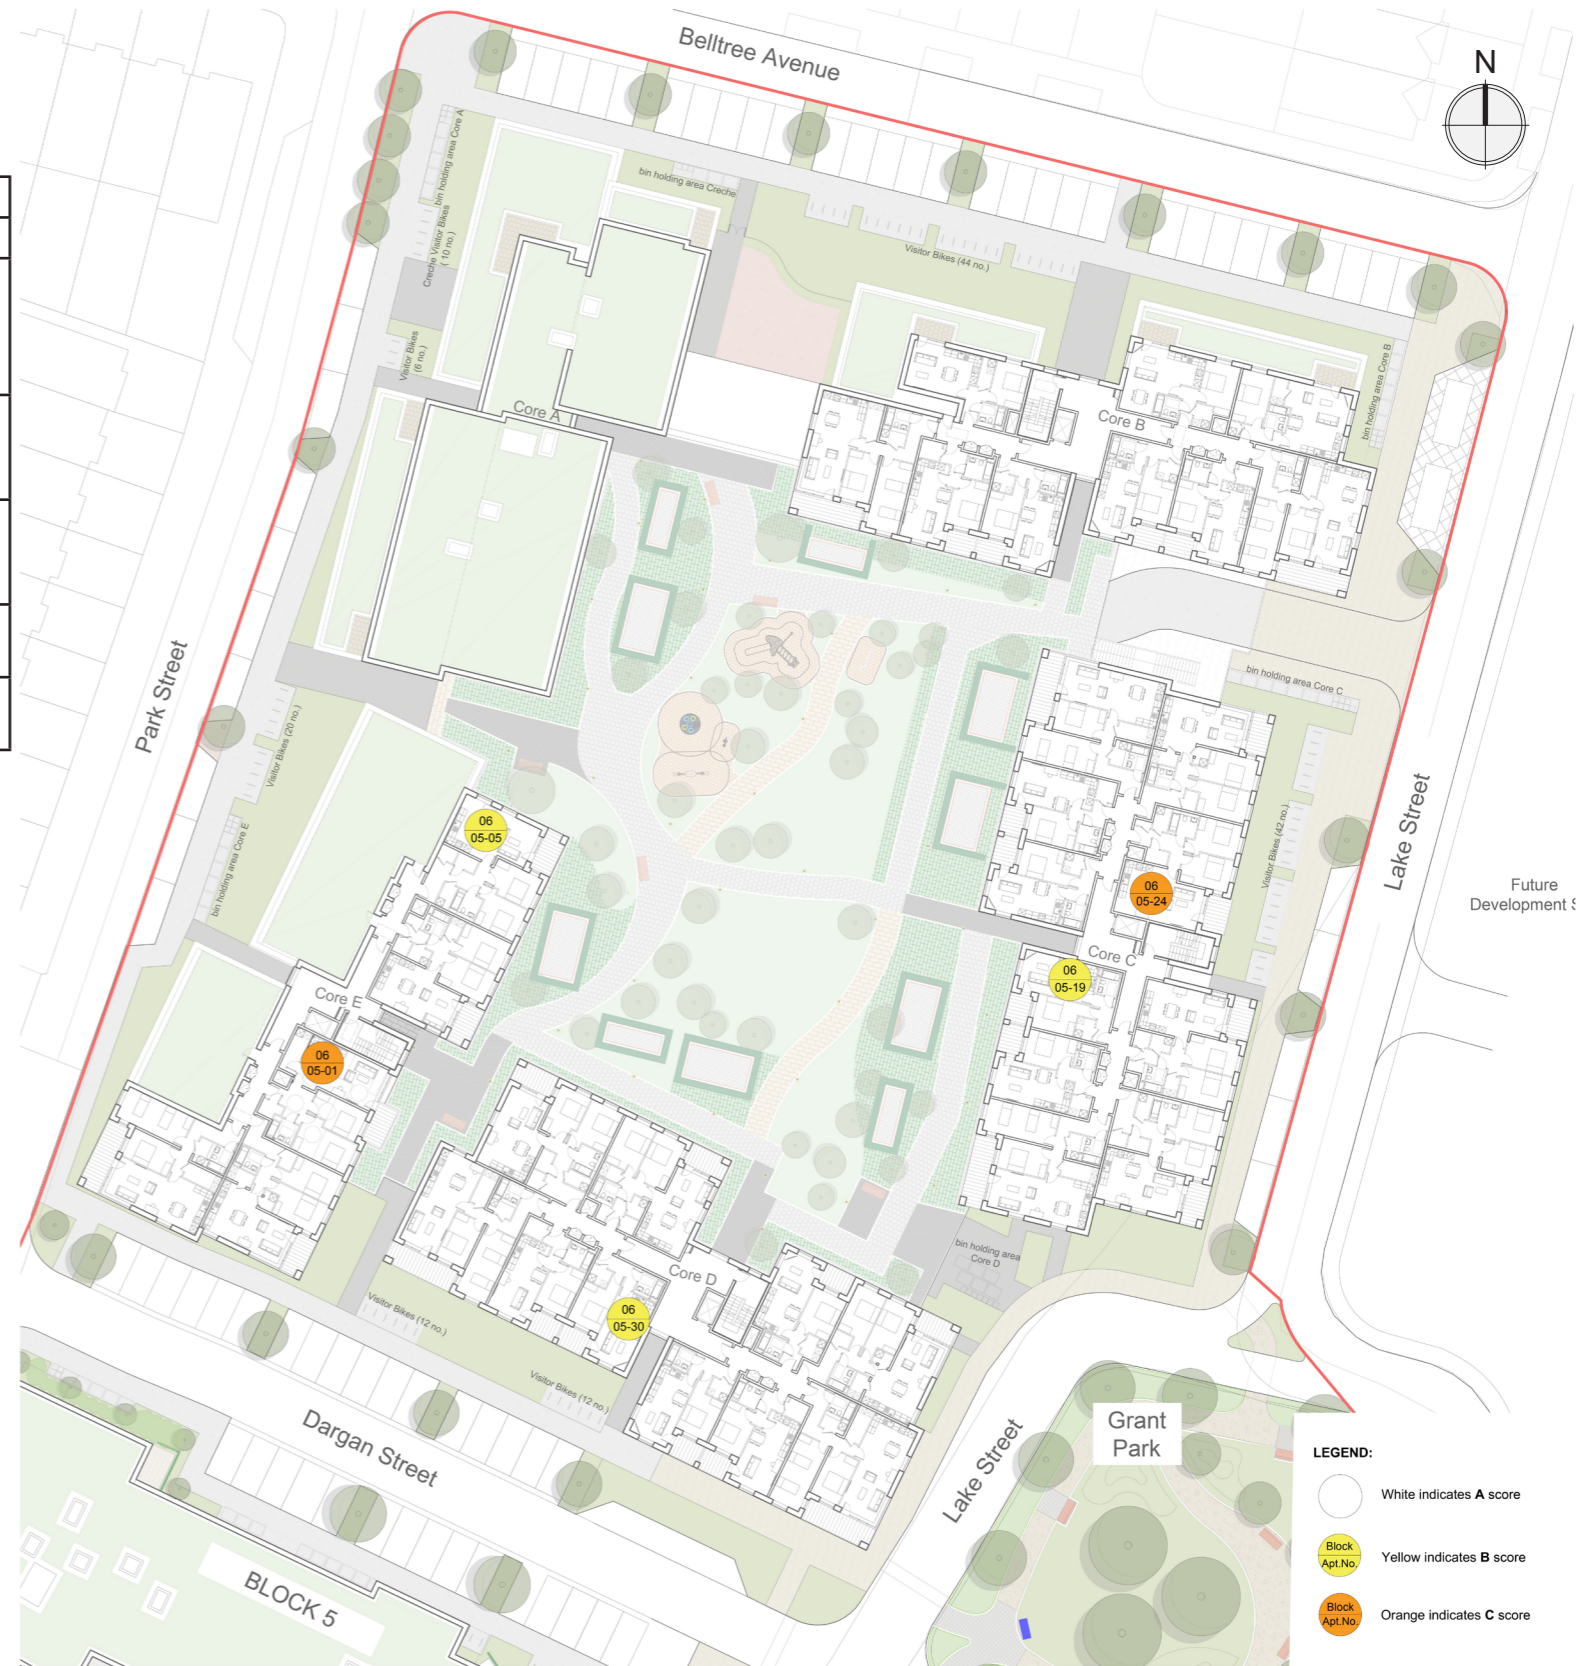 Belltree Avenue
N
bin holding area Core A
bin holding area Creche
Creche Visitor Bikes
( 10 no.)
Visitor Bikes (44 no.)
Visitor Bikes
(6 no.)
bin holding area Core B
Core A
Core B
Park Street
bin holding area Core C
Visitor Bikes (20 no.)
Lake Street
06
05-05
Visitor Bikes (42 no.)
bin holding area Core E
06
05-24
Future
Development S
Core C
06
05-19
Core E
06
05-01
bin holding area
Core D
Core D
Visitor Bikes (12 no.)
06
05-30
Visitor Bikes (12 no.)
Dargan Street
Lake Street
Grant
Park
BLOCK 5
LEGEND:
White indicates A score
Block
Apt.No.
Yellow indicates B score
Block
Apt.No.
Orange indicates C score